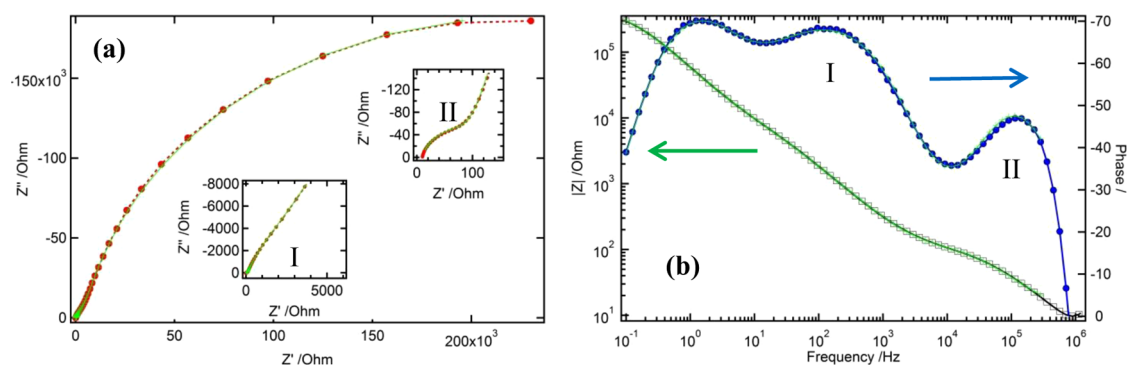 (a)
Z'' /Ohm
-150x10³
-100
-50
0
0
50
100
150
200x10³
Z' /Ohm
II
Z'' /Ohm
-120
-80
-40
0
0
100
Z' /Ohm
I
Z'' /Ohm
-8000
-6000
-4000
-2000
0
0
5000
Z' /Ohm
(b)
|Z| /Ohm
10⁵
10⁴
10³
10²
10¹
I
II
-70
-60
-50
-40
-30
-20
-10
0
Phase /
10⁻¹
10⁰
10¹
10²
10³
10⁴
10⁵
10⁶
Frequency /Hz